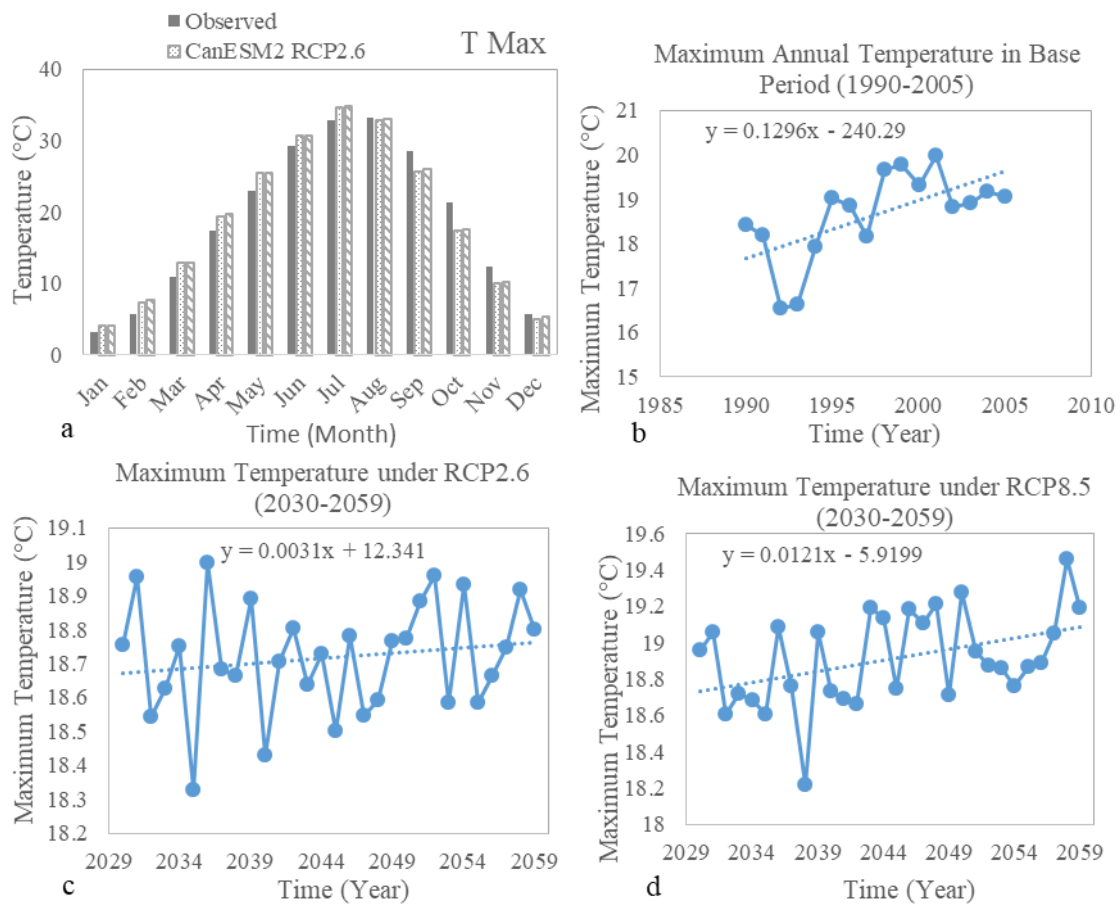 Observed
CanESM2 RCP2.6
T Max
40
30
20
10
0
Temperature (°C)
Jan
Feb
Mar
Apr
May
Jun
Jul
Aug
Sep
Oct
Nov
Dec
a
Time (Month)
Maximum Annual Temperature in Base
Period (1990-2005)
y = 0.1296x - 240.29
21
20
19
18
17
16
15
Maximum Temperature (°C)
1985
1990
1995
2000
2005
2010
b
Time (Year)
Maximum Temperature under RCP2.6
(2030-2059)
y = 0.0031x + 12.341
19.1
19
18.9
18.8
18.7
18.6
18.5
18.4
18.3
18.2
Maximum Temperature (°C)
2029
2034
2039
2044
2049
2054
2059
c
Time (Year)
Maximum Temperature under RCP8.5
(2030-2059)
y = 0.0121x - 5.9199
19.6
19.4
19.2
19
18.8
18.6
18.4
18.2
18
Maximum Temperature (°C)
2029
2034
2039
2044
2049
2054
2059
d
Time (Year)